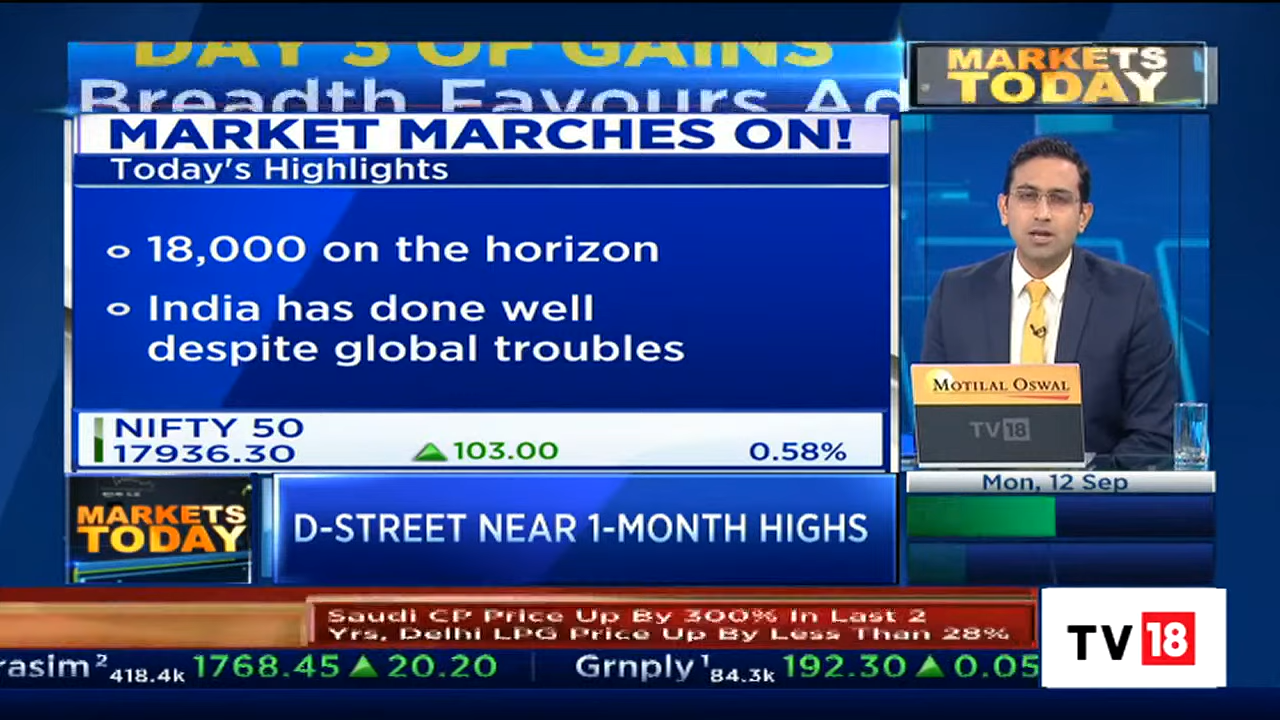 DAY 3 OF GAINS
Breadth Favours Ad
MARKETS
TODAY
MARKET MARCHES ON!
Today's Highlights
18,000 on the horizon
India has done well
despite global troubles
MOTILAL OSWAL
TV18
NIFTY 50
17936.30 103.00 0.58%
Mon, 12 Sep
MARKETS
TODAY
D-STREET NEAR 1-MONTH HIGHS
Saudi CP Price Up By 300% In Last 2
Yrs, Delhi LPG Price Up By Less Than 28%
TV18
rasim 2 418.4k 1768.45 20.20 Grnply 1 84.3k 192.30 0.05